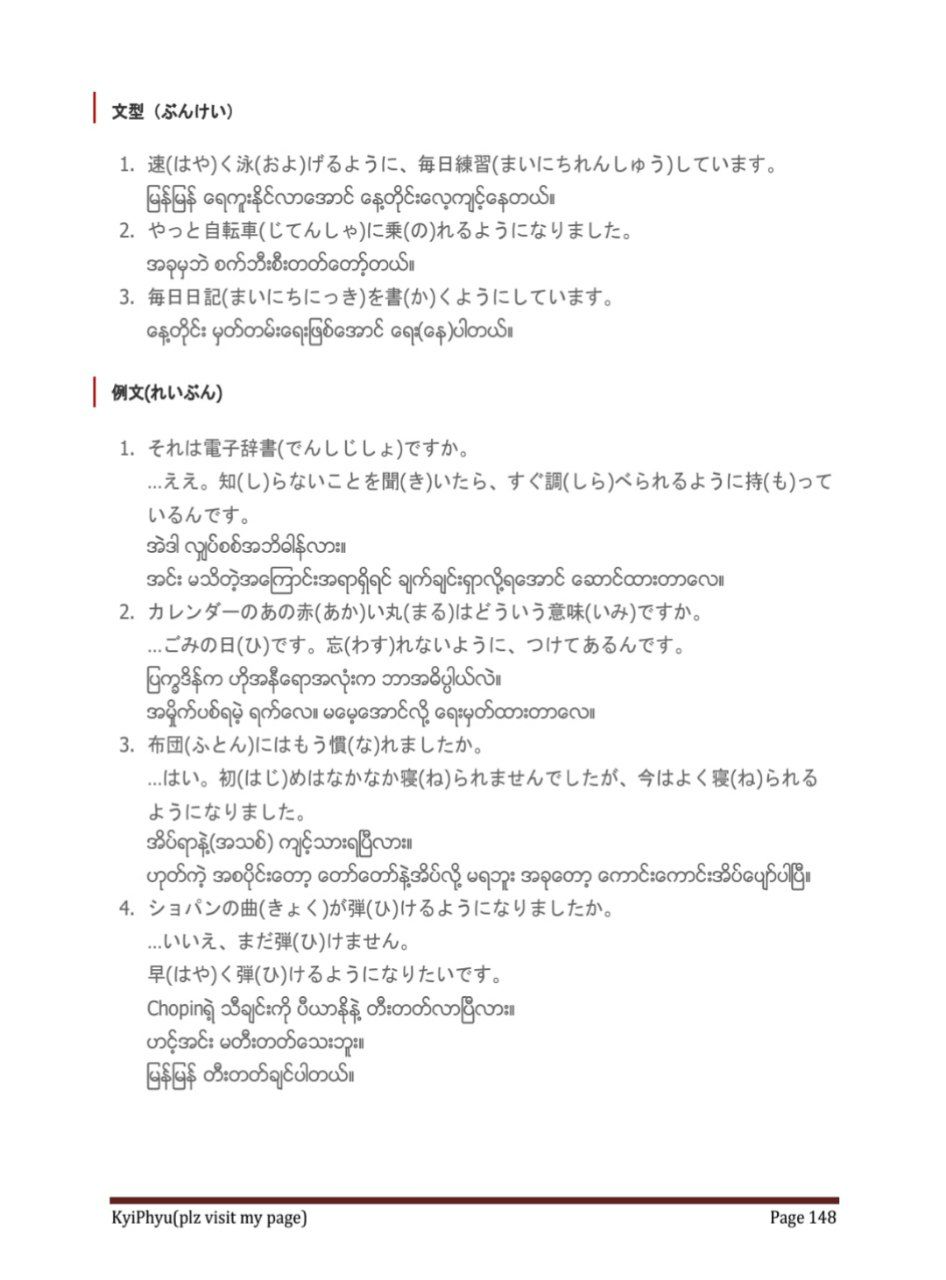 文型（ぶんけい）
1. 速(はや)く泳(およ)げるように、毎日練習(まいにちれんしゅう)しています。
မြန်မြန် ရေကူးနိုင်လာအောင် နေ့တိုင်းလေ့ကျင့်နေတယ်။
2. やっと自転車(じてんしゃ)に乗(の)れるようになりました。
အခုမှဘဲ စက်ဘီးစီးတတ်တော့်တယ်။
3. 毎日日記(まいにちにっき)を書(か)くようにしています。
နေ့တိုင်း မှတ်တမ်းရေးဖြစ်အောင် ရေး(နေ)ပါတယ်။
例文(れいぶん)
1. それは電子辞書(でんしじしょ)ですか。
...ええ。知(し)らないことを聞(き)いたら、すぐ調(しら)べられるように持(も)って
いるんです。
အဲဒါ လျှပ်စစ်အဘိဓါန်လား။
အင်း မသိတဲ့အကြောင်းအရာရှိရင် ချက်ချင်းရှာလို့ရအောင် ဆောင်ထားတာလေ။
2. カレンダーのあの赤(あか)い丸(まる)はどういう意味(いみ)ですか。
...ごみの日(ひ)です。忘(わす)れないように、つけてあるんです。
ပြက္ခဒိန်က ဟိုအနီရောအလုံးက ဘာအဓိပ္ပါယ်လဲ။
အမှိုက်ပစ်ရမဲ့ ရက်လေ။ မမေ့အောင်လို့ ရေးမှတ်ထားတာလေ။
3. 布団(ふとん)にはもう慣(な)れましたか。
...はい。初(はじ)めはなかなか寝(ね)られませんでしたが、今はよく寝(ね)られる
ようになりました。
အိပ်ရာနဲ့(အသစ်) ကျင့်သားရပြီလား။
ဟုတ်ကဲ့ အစပိုင်းတော့ တော်တော်နဲ့အိပ်လို့ မရဘူး အခုတော့ ကောင်းကောင်းအိပ်ပျော်ပါပြီ။
4. ショパンの曲(きょく)が弾(ひ)けるようになりましたか。
...いいえ、まだ弾(ひ)けません。
早(はや)く弾(ひ)けるようになりたいです。
Chopinရဲ့ သီချင်းကို ပီယာနိုနဲ့ တီးတတ်လာပြီလား။
ဟင့်အင်း မတီးတတ်သေးဘူး။
မြန်မြန် တီးတတ်ချင်ပါတယ်။
KyiPhyu(plz visit my page) Page 148